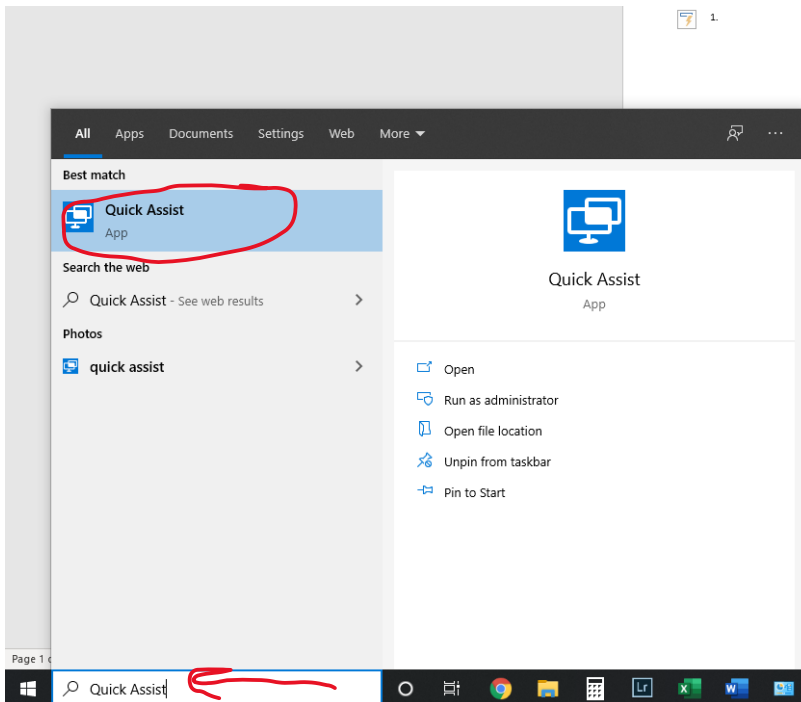 1.
All Apps Documents Settings Web More
Best match
Quick Assist
App
Search the web
Quick Assist - See web results
Photos
quick assist
Quick Assist
App
Open
Run as administrator
Open file location
Unpin from taskbar
Pin to Start
Page 1
Quick Assist
Lr
X
W